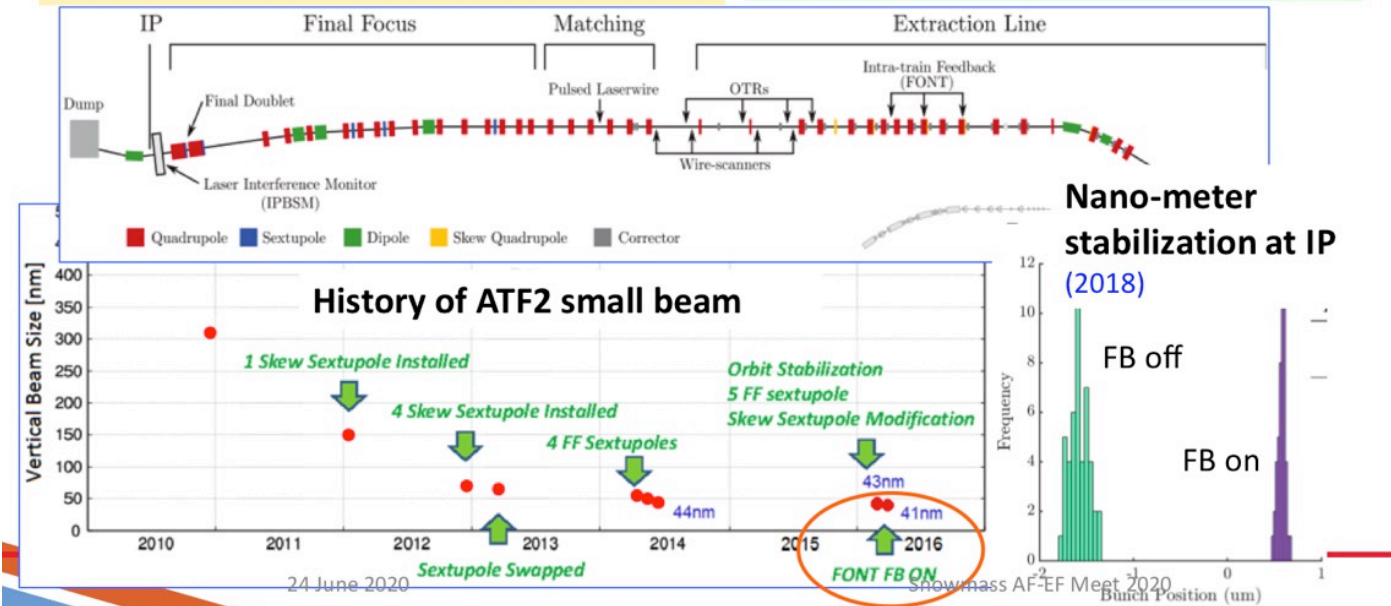 IP
Final Focus
Matching
Extraction Line
Dump
Final Doublet
Pulsed Laserwire
OTRs
Intra-train Feedback
(FONT)
Wire-scanners
Laser Interference Monitor
(IPBSM)
Quadrupole
Sextupole
Dipole
Skew Quadrupole
Corrector
Nano-meter
stabilization at IP
(2018)
History of ATF2 small beam
Vertical Beam Size [nm]
400
350
300
250
200
150
100
50
0
1 Skew Sextupole Installed
4 Skew Sextupole Installed
4 FF Sextupoles
Orbit Stabilization
5 FF sextupole
Skew Sextupole Modification
43nm
44nm
41nm
2010
2011
2012
2013
2014
2015
2016
Sextupole Swapped
FONT FB ON
12
10
8
6
4
2
0
Frequency
FB off
FB on
-2
-1
0
1
Bunch Position (um)
24 June 2020
Snowmass AF-EF Meet 2020